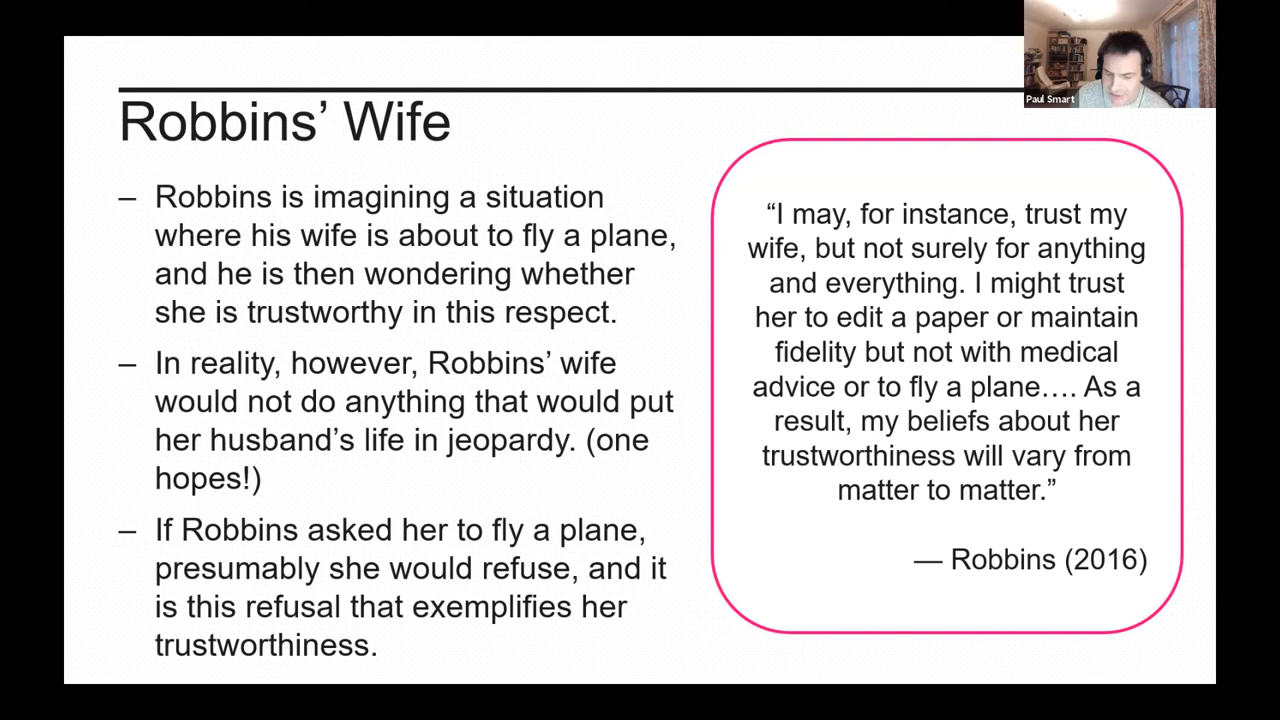 Paul Smart
Robbins’ Wife
– Robbins is imagining a situation
where his wife is about to fly a plane,
and he is then wondering whether
she is trustworthy in this respect.
– In reality, however, Robbins’ wife
would not do anything that would put
her husband’s life in jeopardy. (one
hopes!)
– If Robbins asked her to fly a plane,
presumably she would refuse, and it
is this refusal that exemplifies her
trustworthiness.
“I may, for instance, trust my
wife, but not surely for anything
and everything. I might trust
her to edit a paper or maintain
fidelity but not with medical
advice or to fly a plane…. As a
result, my beliefs about her
trustworthiness will vary from
matter to matter.”
— Robbins (2016)